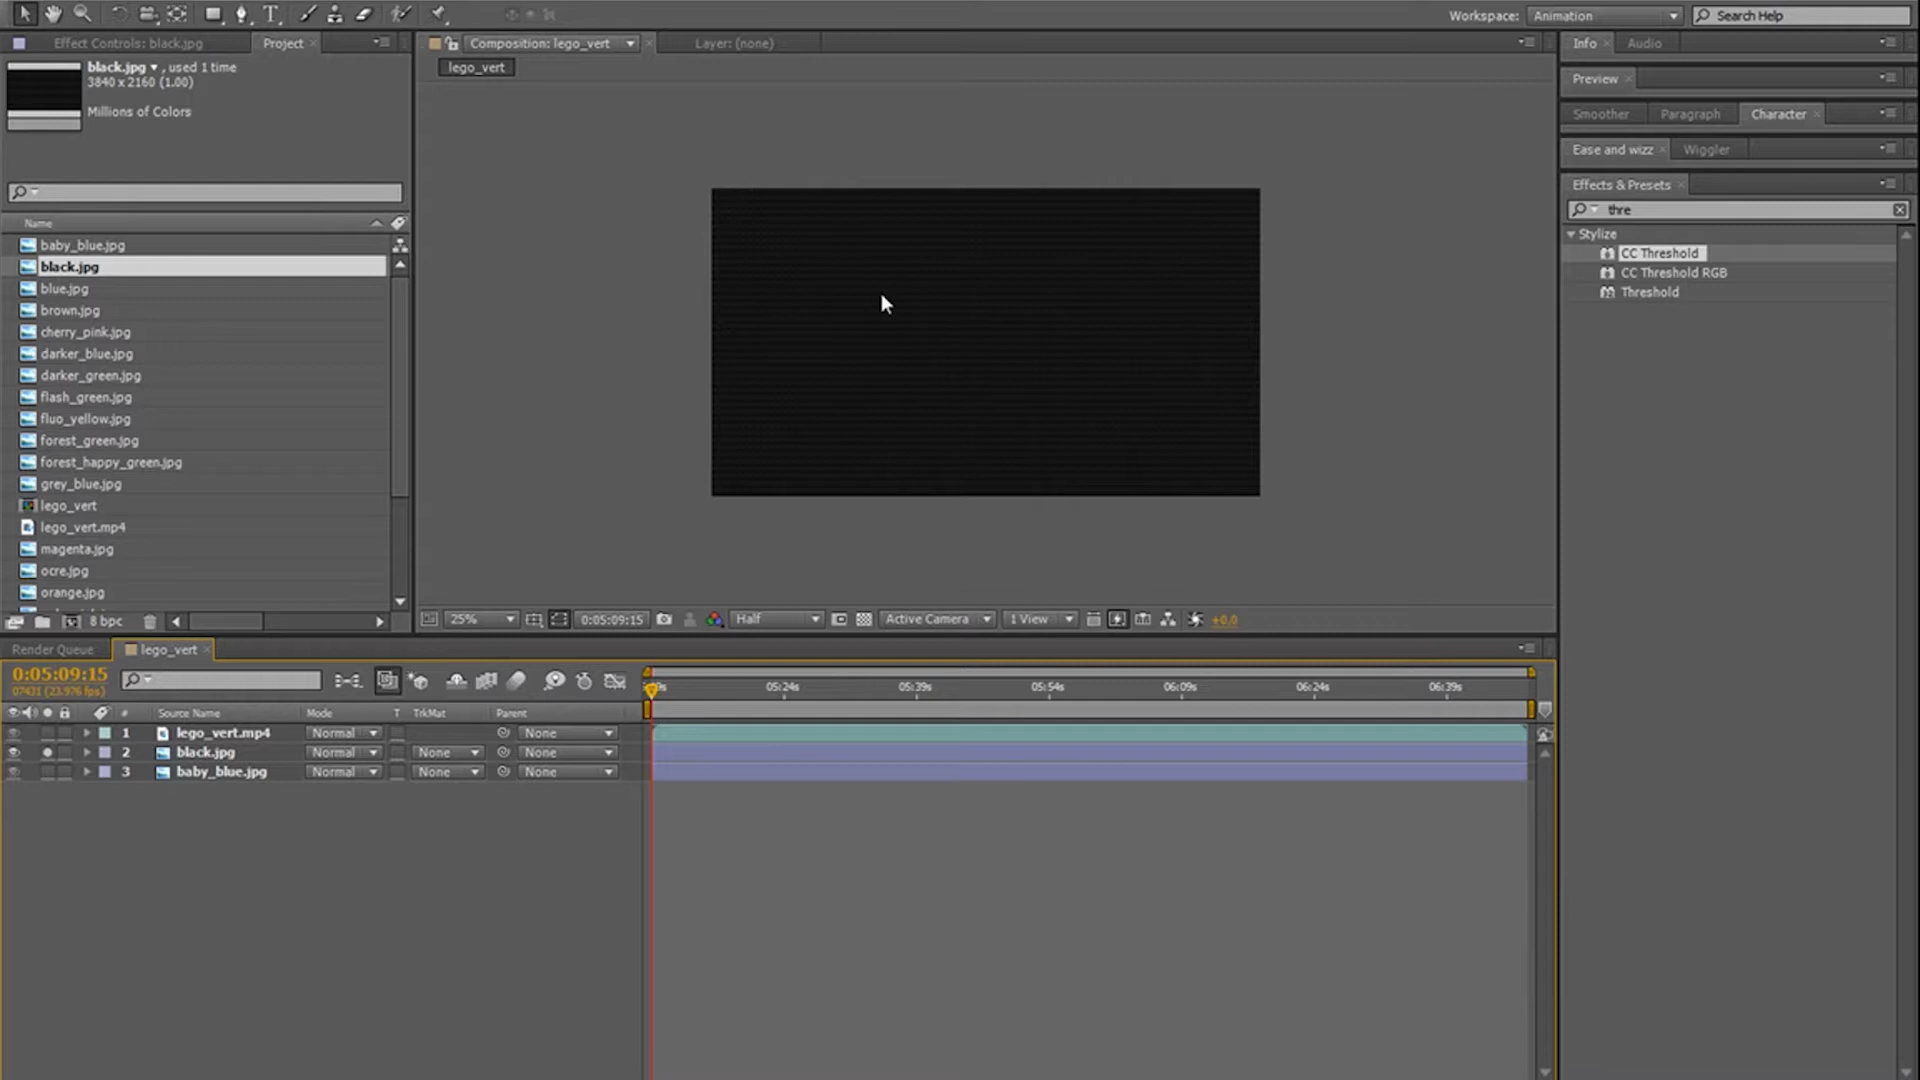 Workspace: Animation Search Help
Effect Controls: black.jpg Project
black.jpg , used 1 time
3840 x 2160 (1.00)
Millions of Colors
Name
baby_blue.jpg
black.jpg
blue.jpg
brown.jpg
cherry_pink.jpg
darker_blue.jpg
darker_green.jpg
flash_green.jpg
fluo_yellow.jpg
forest_green.jpg
forest_happy_green.jpg
grey_blue.jpg
lego_vert
lego_vert.mp4
magenta.jpg
ocre.jpg
orange.jpg
8 bpc
Composition: lego_vert Layer: (none)
lego_vert
25% 0:05:09:15 Half Active Camera 1 View +0.0
Info Audio
Preview
Smoother Paragraph Character
Ease and wizz Wiggler
Effects & Presets
thre
Stylize
CC Threshold
CC Threshold RGB
Threshold
Render Queue lego_vert
0:05:09:15
07431 (23.976 fps)
05:24s 05:39s 05:54s 06:09s 06:24s 06:39s
# Source Name Mode T TrkMat Parent
1 lego_vert.mp4 Normal None
2 black.jpg Normal None None
3 baby_blue.jpg Normal None None